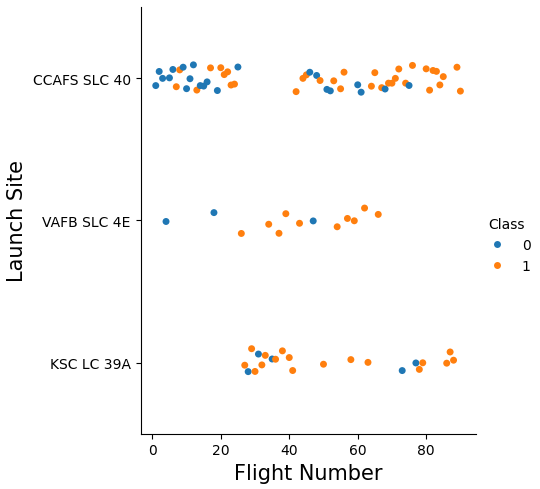 CCAFS SLC 40
VAFB SLC 4E
KSC LC 39A
Launch Site
0
20
40
60
80
Flight Number
Class
0
1